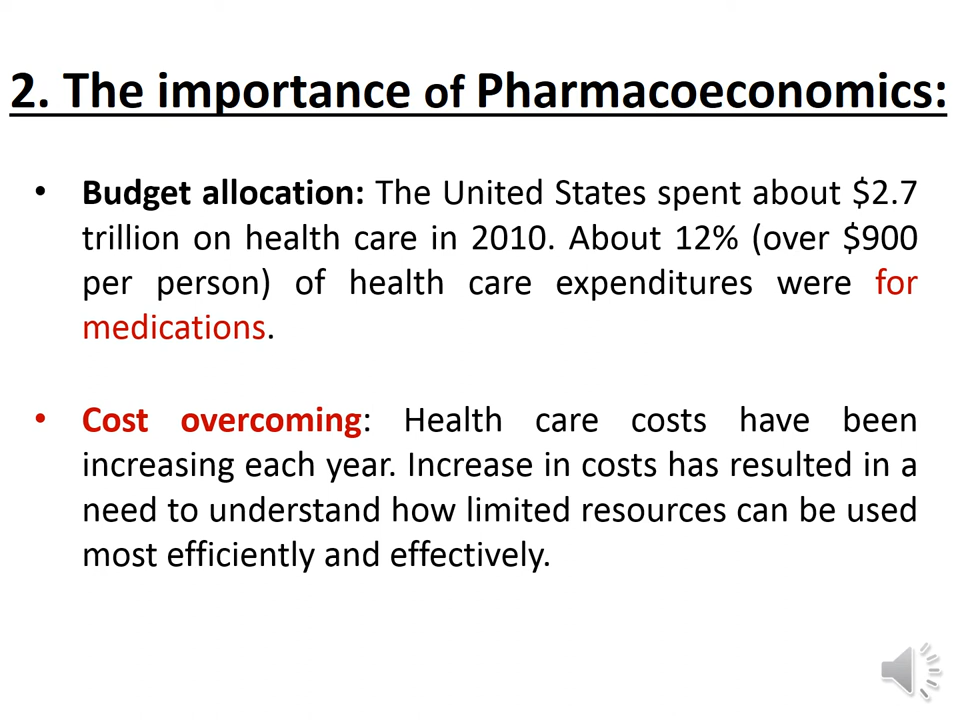 2. The importance of Pharmacoeconomics:
• Budget allocation: The United States spent about $2.7
trillion on health care in 2010. About 12% (over $900
per person) of health care expenditures were for
medications.
• Cost overcoming: Health care costs have been
increasing each year. Increase in costs has resulted in a
need to understand how limited resources can be used
most efficiently and effectively.